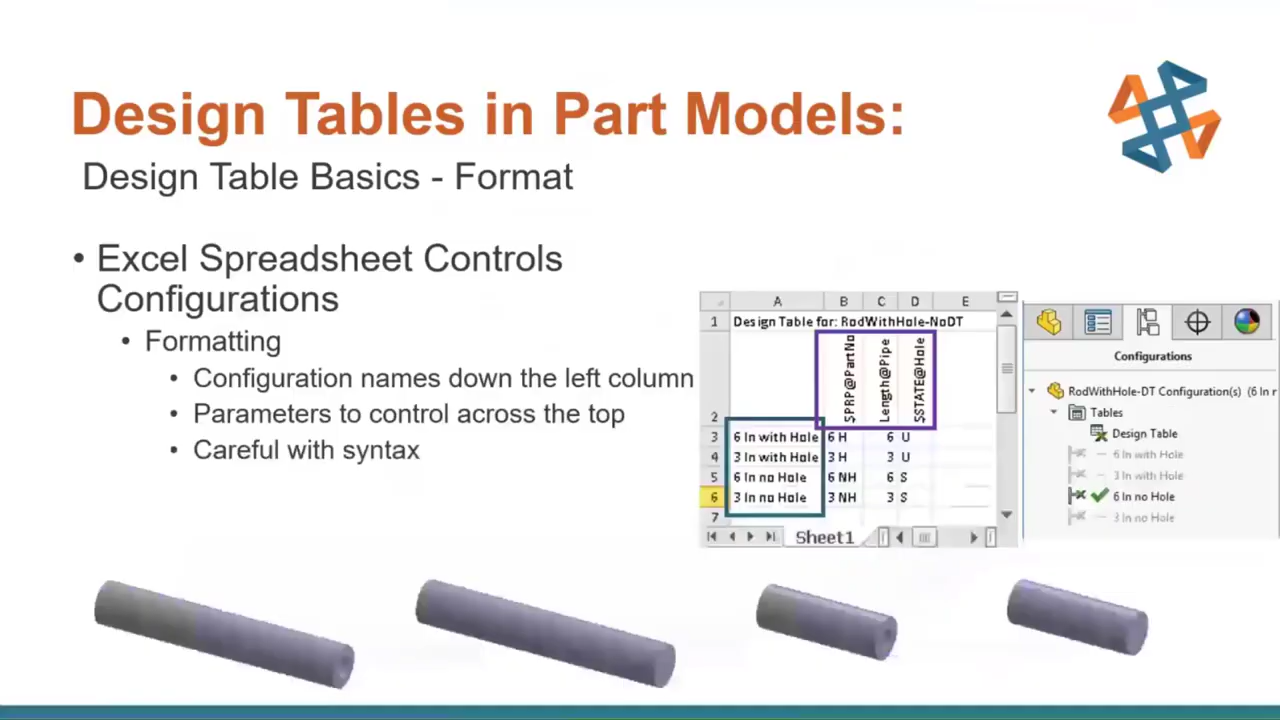 Design Tables in Part Models:
Design Table Basics - Format
• Excel Spreadsheet Controls
Configurations
• Formatting
• Configuration names down the left column
• Parameters to control across the top
• Careful with syntax
A B C D E
1 Design Table for: RodWithHole-NoDT
2 $PRP@PartNo Length@Pipe $STATE@Hole
3 6 In with Hole 6 H 6 U
4 3 In with Hole 3 H 3 U
5 6 In no Hole 6 NH 6 S
6 3 In no Hole 3 NH 3 S
7
Sheet1
Configurations
RodWithHole-DT Configuration(s) (6 In
Tables
Design Table
6 In with Hole
3 In with Hole
6 In no Hole
3 In no Hole